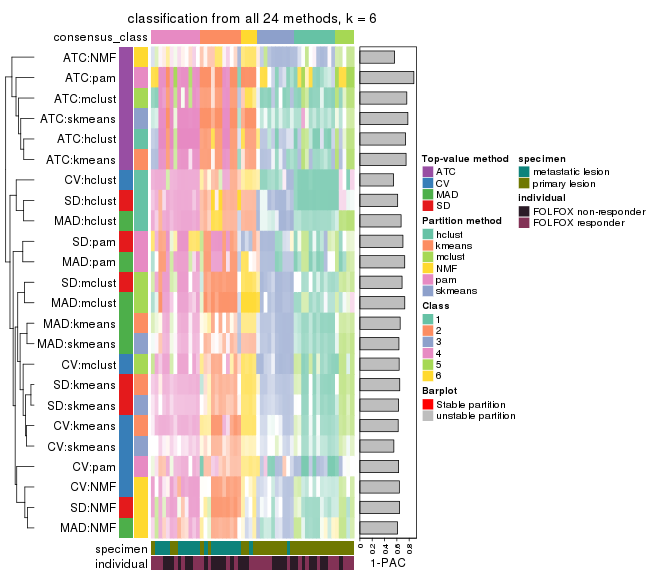 classification from all 24 methods, k = 6
consensus_class
ATC:NMF
ATC:pam
ATC:mclust
ATC:skmeans
ATC:hclust
ATC:kmeans
CV:hclust
SD:hclust
MAD:hclust
SD:pam
MAD:pam
SD:mclust
MAD:mclust
MAD:kmeans
MAD:skmeans
CV:mclust
SD:kmeans
SD:skmeans
CV:kmeans
CV:skmeans
CV:pam
CV:NMF
SD:NMF
MAD:NMF
specimen
individual
0 0.2 0.4 0.6 0.8
1-PAC
Top-value method
ATC
CV
MAD
SD
Partition method
hclust
kmeans
mclust
NMF
pam
skmeans
Class
1
2
3
4
5
6
Barplot
Stable partition
unstable partition
specimen
metastatic lesion
primary lesion
individual
FOLFOX non-responder
FOLFOX responder